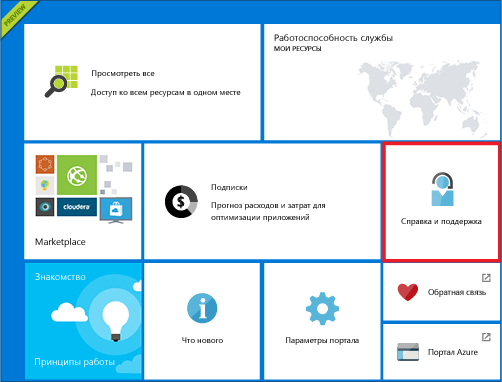 PREVIEW
Просмотреть все
Доступ ко всем ресурсам в одном месте
Работоспособность службы
МОИ РЕСУРСЫ
cloudera
Marketplace
Подписки
Прогноз расходов и затрат для
оптимизации приложений
Справка и поддержка
Знакомство
Принципы работы
Что нового
Параметры портала
Обратная связь
Портал Azure